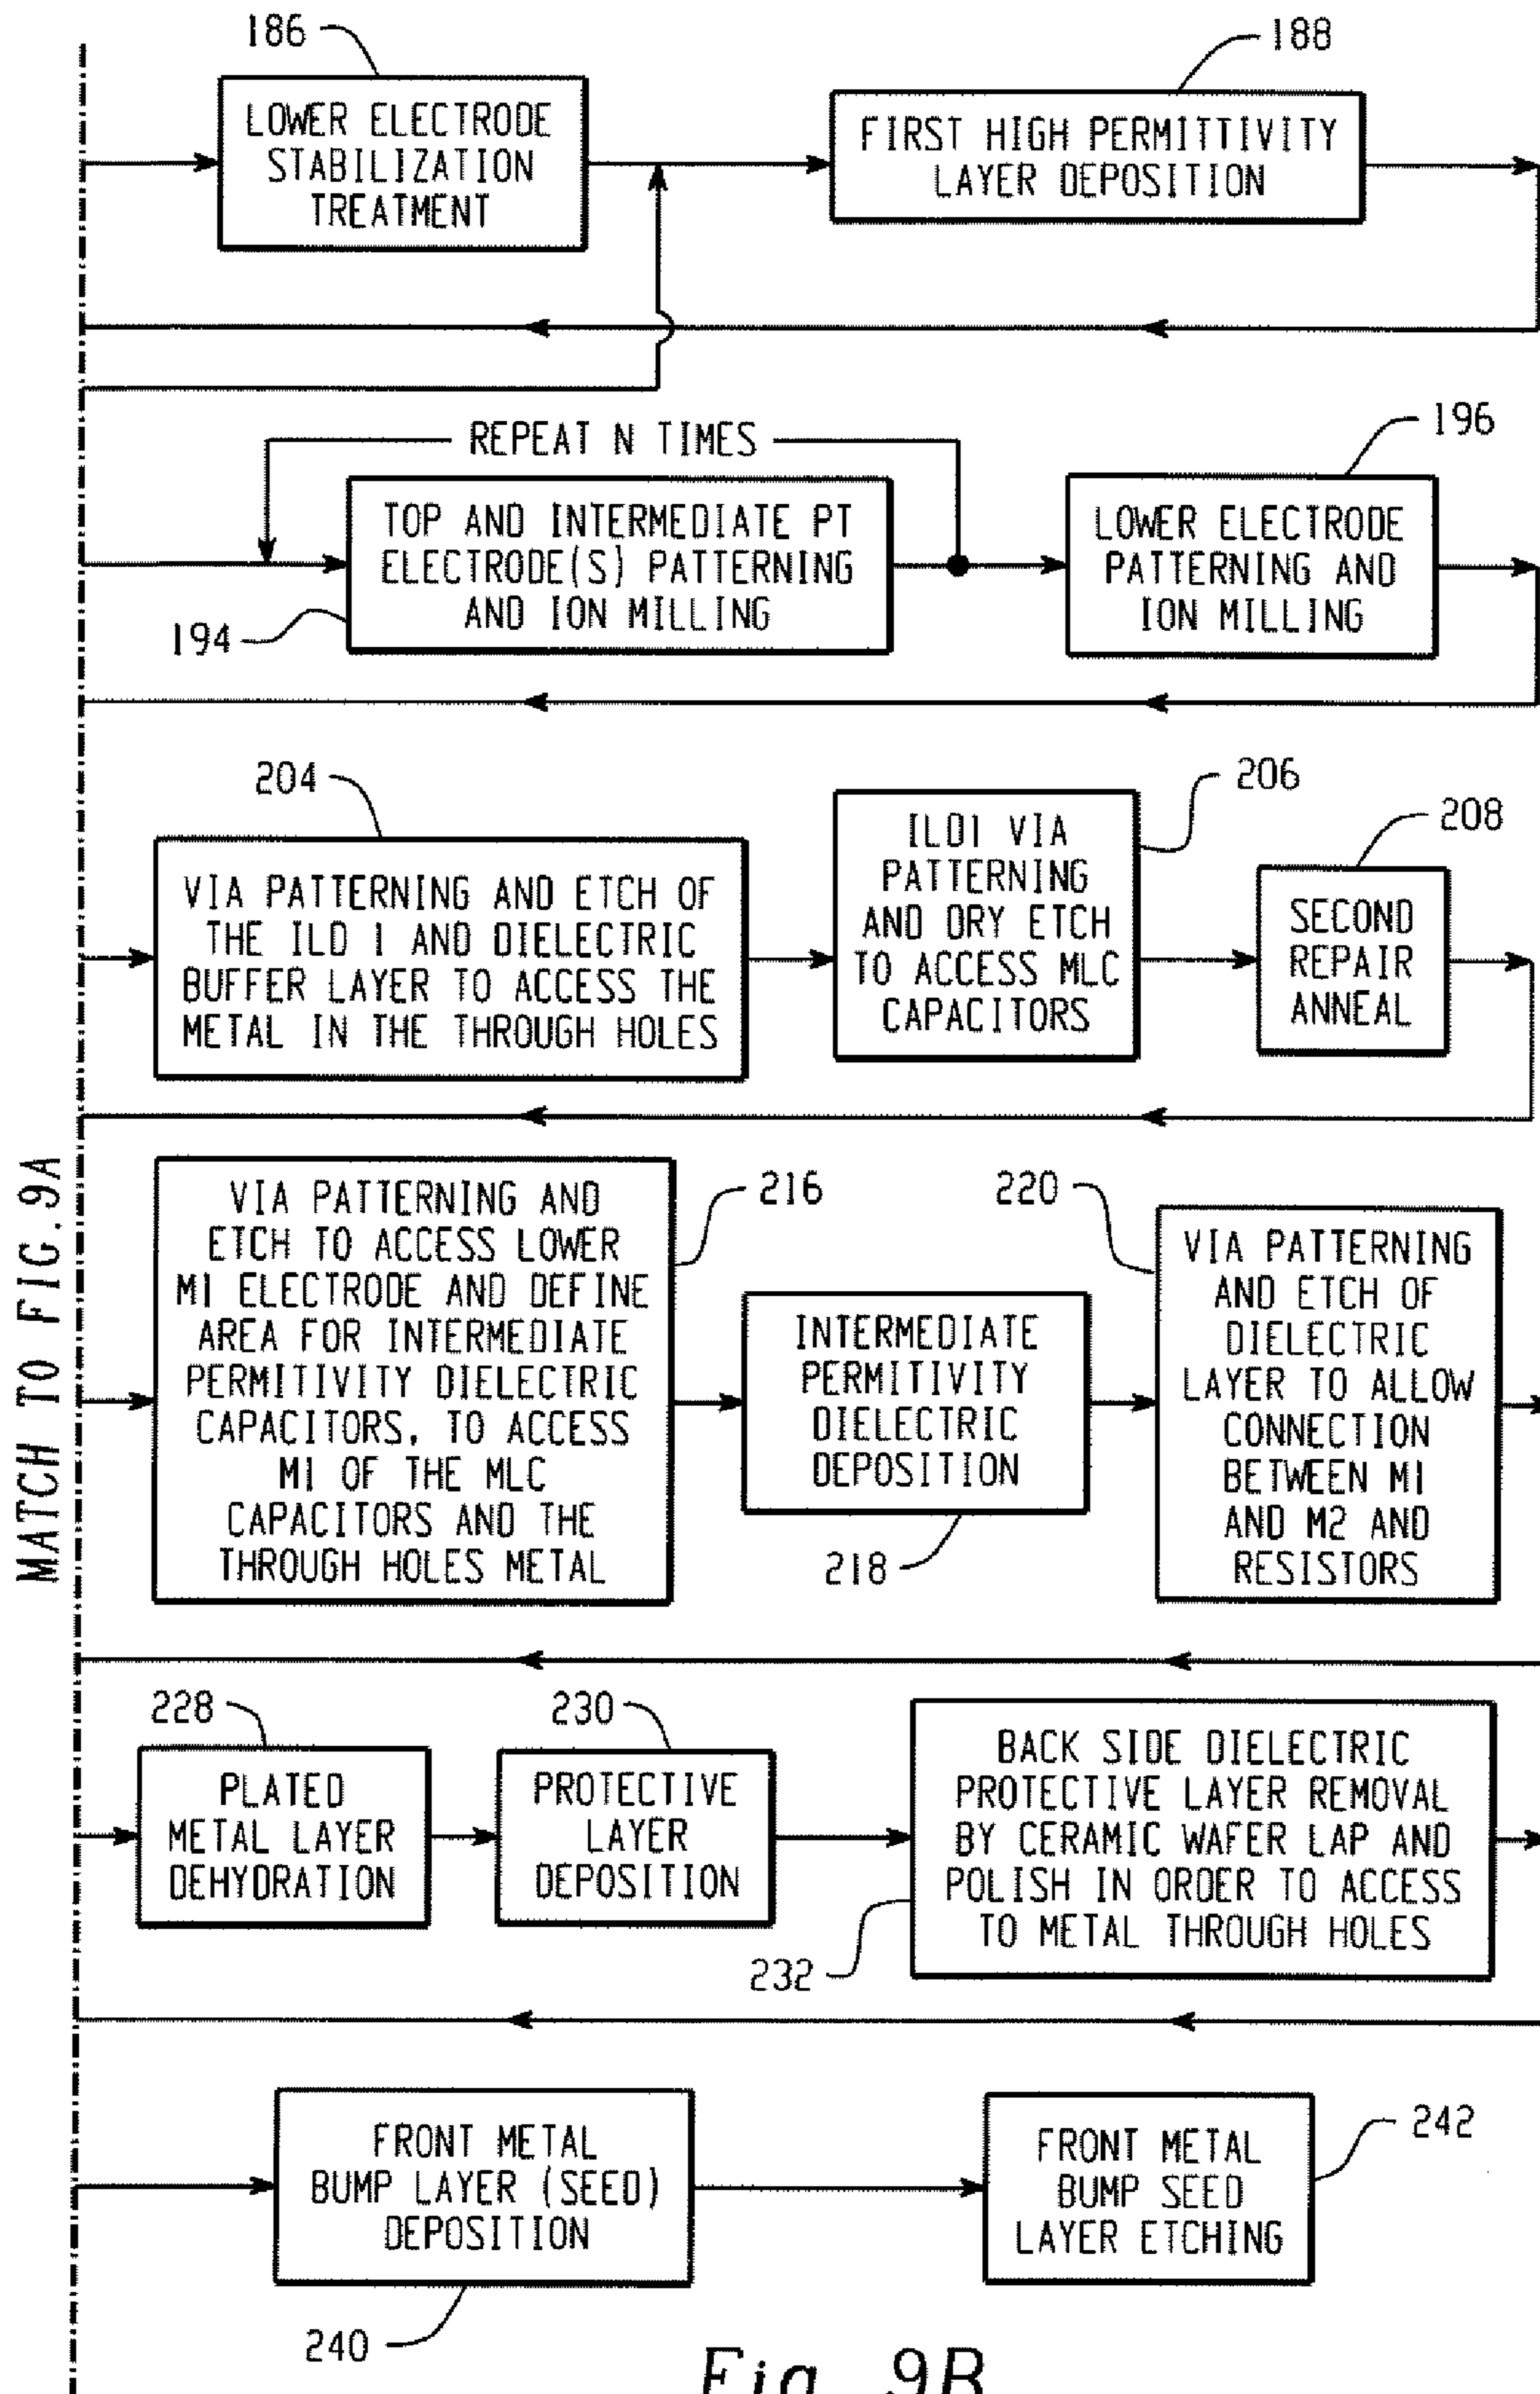 186
188
LOWER ELECTRODE
STABILIZATION
TREATMENT
FIRST HIGH PERMITTIVITY
LAYER DEPOSITION
REPEAT N TIMES
196
TOP AND INTERMEDIATE PT
ELECTRODE(S) PATTERNING
AND ION MILLING
194
LOWER ELECTRODE
PATTERNING AND
ION MILLING
204
206
208
VIA PATTERNING AND ETCH OF
THE ILD 1 AND DIELECTRIC
BUFFER LAYER TO ACCESS THE
METAL IN THE THROUGH HOLES
ILD1 VIA
PATTERNING
AND DRY ETCH
TO ACCESS MLC
CAPACITORS
SECOND
REPAIR
ANNEAL
MATCH TO FIG.9A
VIA PATTERNING AND
ETCH TO ACCESS LOWER
M1 ELECTRODE AND DEFINE
AREA FOR INTERMEDIATE
PERMITIVITY DIELECTRIC
CAPACITORS, TO ACCESS
M1 OF THE MLC
CAPACITORS AND THE
THROUGH HOLES METAL
216
INTERMEDIATE
PERMITIVITY
DIELECTRIC
DEPOSITION
218
220
VIA PATTERNING
AND ETCH OF
DIELECTRIC
LAYER TO ALLOW
CONNECTION
BETWEEN M1
AND M2 AND
RESISTORS
228
230
PLATED
METAL LAYER
DEHYDRATION
PROTECTIVE
LAYER
DEPOSITION
BACK SIDE DIELECTRIC
PROTECTIVE LAYER REMOVAL
BY CERAMIC WAFER LAP AND
POLISH IN ORDER TO ACCESS
TO METAL THROUGH HOLES
232
FRONT METAL
BUMP LAYER (SEED)
DEPOSITION
240
FRONT METAL
BUMP SEED
LAYER ETCHING
242
Fig. 9B